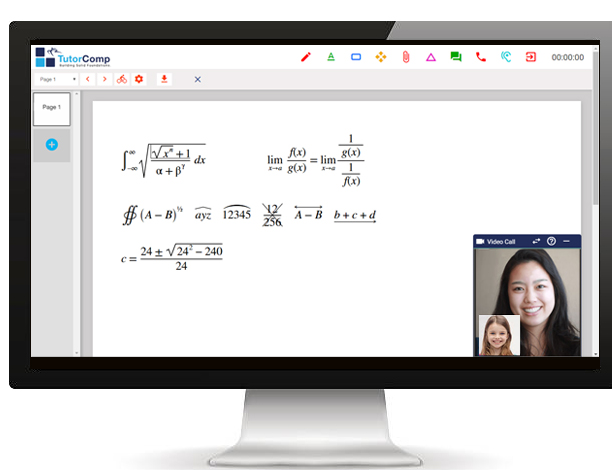 TutorComp
Building Solid Foundations
00:00:00
Page 1
Page 1
∫_{-∞}^{∞} √((√(xⁿ) + 1)/(α + β^γ)) dx
lim_{x→a} f(x)/g(x) = lim_{x→a} (1/g(x))/(1/f(x))
∯ (A − B)^½ ayz 12345 12/256 A − B b + c + d
c = (24 ± √(24² − 240))/24
Video Call